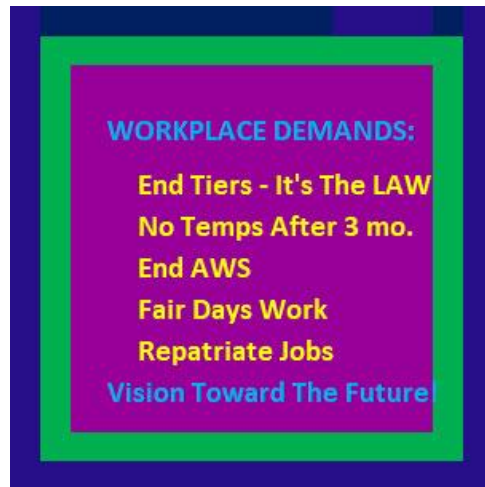 WORKPLACE DEMANDS:
End Tiers - It's The LAW
No Temps After 3 mo.
End AWS
Fair Days Work
Repatriate Jobs
Vision Toward The Future!